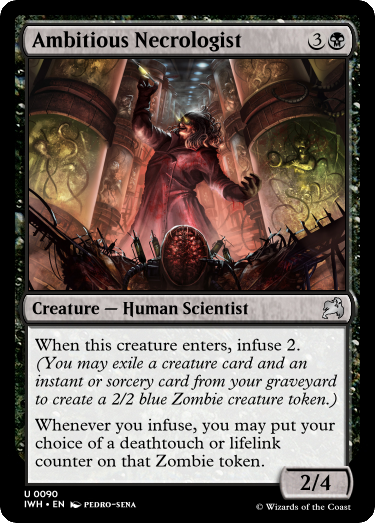 Ambitious Necrologist 3
Creature — Human Scientist
When this creature enters, infuse 2.
(You may exile a creature card and an
instant or sorcery card from your graveyard
to create a 2/2 blue Zombie creature token.)
Whenever you infuse, you may put your
choice of a deathtouch or lifelink
counter on that Zombie token.
2/4
U 0090
IWH • EN PEDRO-SENA
© Wizards of the Coast